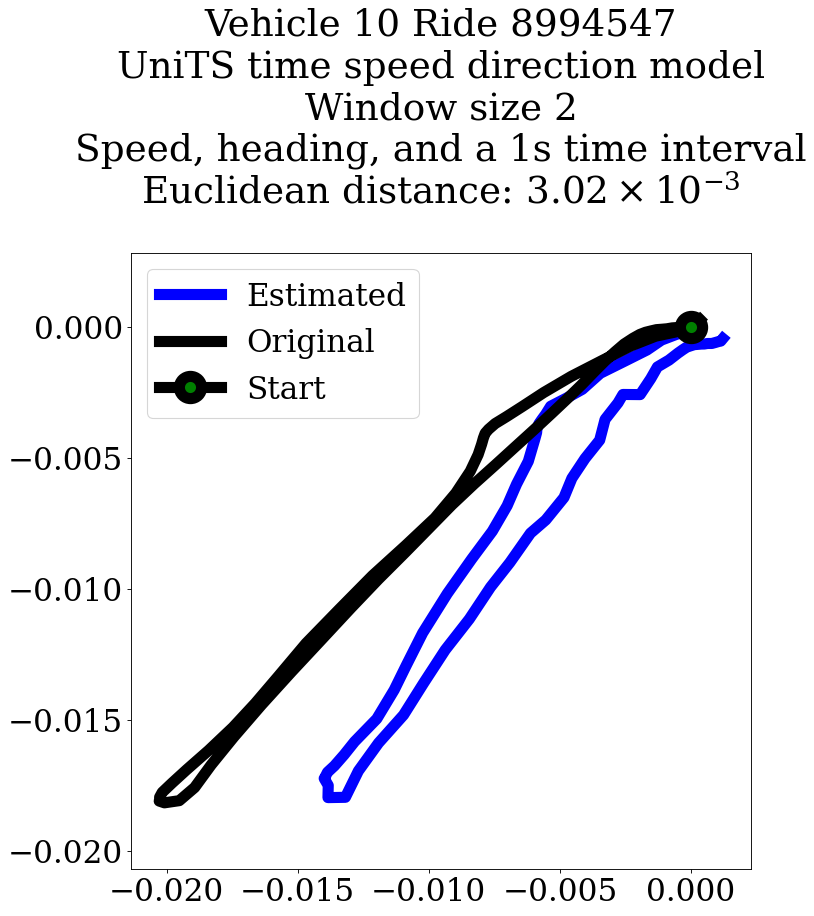 Vehicle 10 Ride 8994547
UniTS time speed direction model
Window size 2
Speed, heading, and a 1s time interval
Euclidean distance: 3.02 × 10⁻³
Estimated
Original
Start
0.000
−0.005
−0.010
−0.015
−0.020
−0.020 −0.015 −0.010 −0.005 0.000